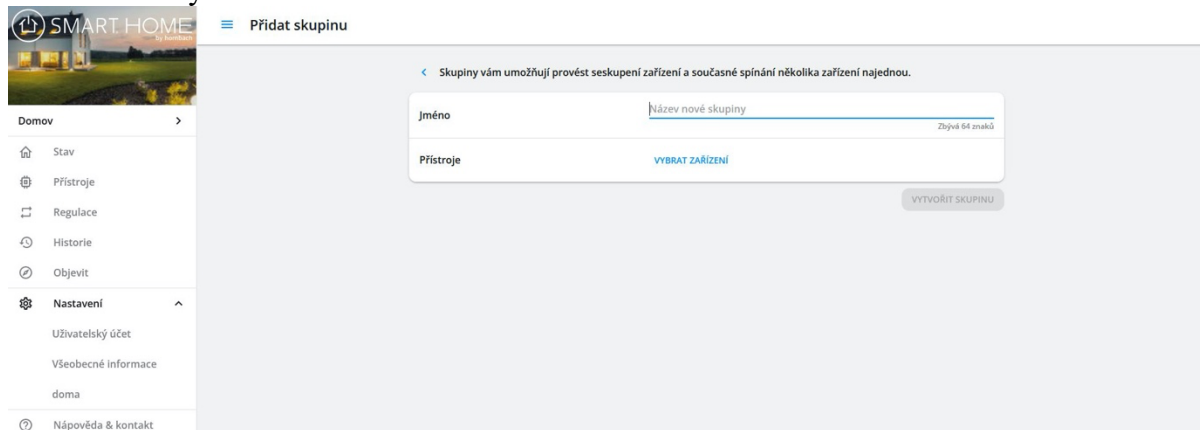 SMART HOME
by hornbach
Přidat skupinu
Domov
Stav
Přístroje
Regulace
Historie
Objevit
Nastavení
Uživatelský účet
Všeobecné informace
doma
Nápověda & kontakt
Skupiny vám umožňují provést seskupení zařízení a současné spínání několika zařízení najednou.
Jméno
Název nové skupiny
Zbývá 64 znaků
Přístroje
VYBRAT ZAŘÍZENÍ
VYTVOŘIT SKUPINU